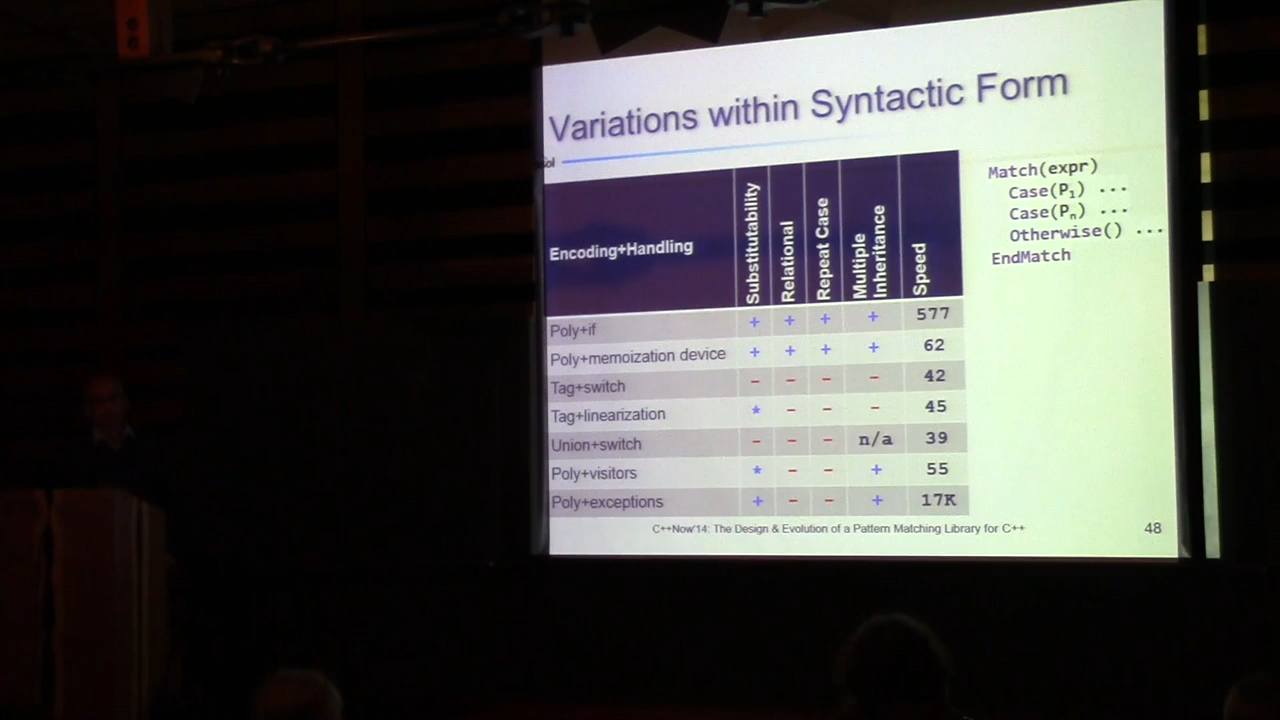 Variations within Syntactic Form
Encoding+Handling Substitutability Relational Repeat Case Multiple Inheritance Speed
Poly+if + + + + 577
Poly+memoization device + + + + 62
Tag+switch - - - - 42
Tag+linearization * - - - 45
Union+switch - - - n/a 39
Poly+visitors * - - + 55
Poly+exceptions + - - + 17K
Match(expr)
Case(P1) ...
Case(Pn) ...
Otherwise() ...
EndMatch
C++Now'14: The Design & Evolution of a Pattern Matching Library for C++ 48